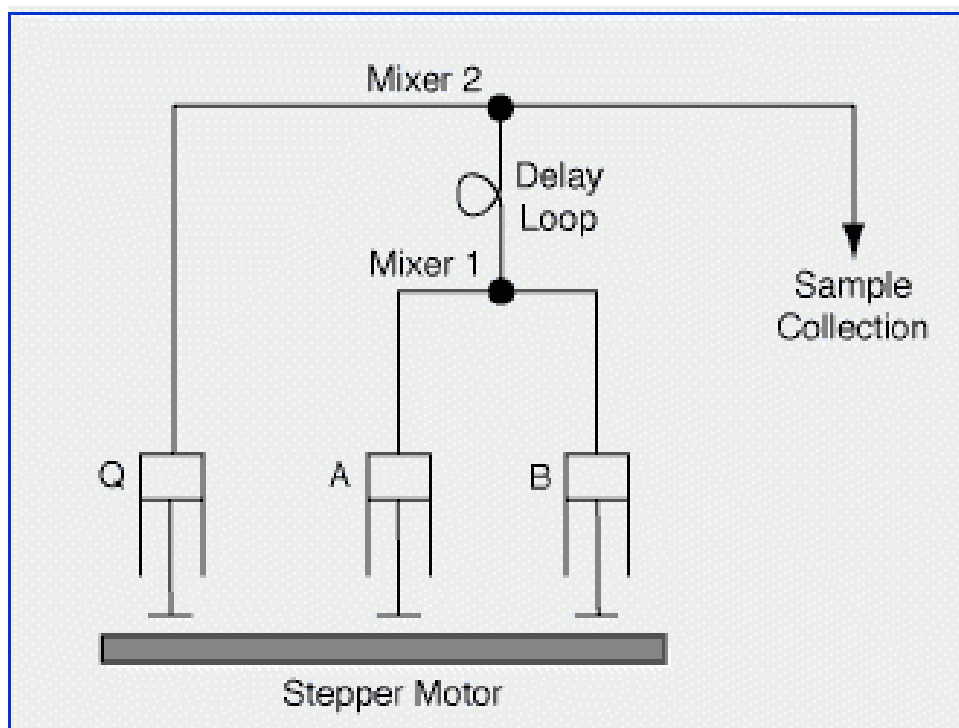 Mixer 2
Delay
Loop
Mixer 1
Sample
Collection
Q
A
B
Stepper Motor